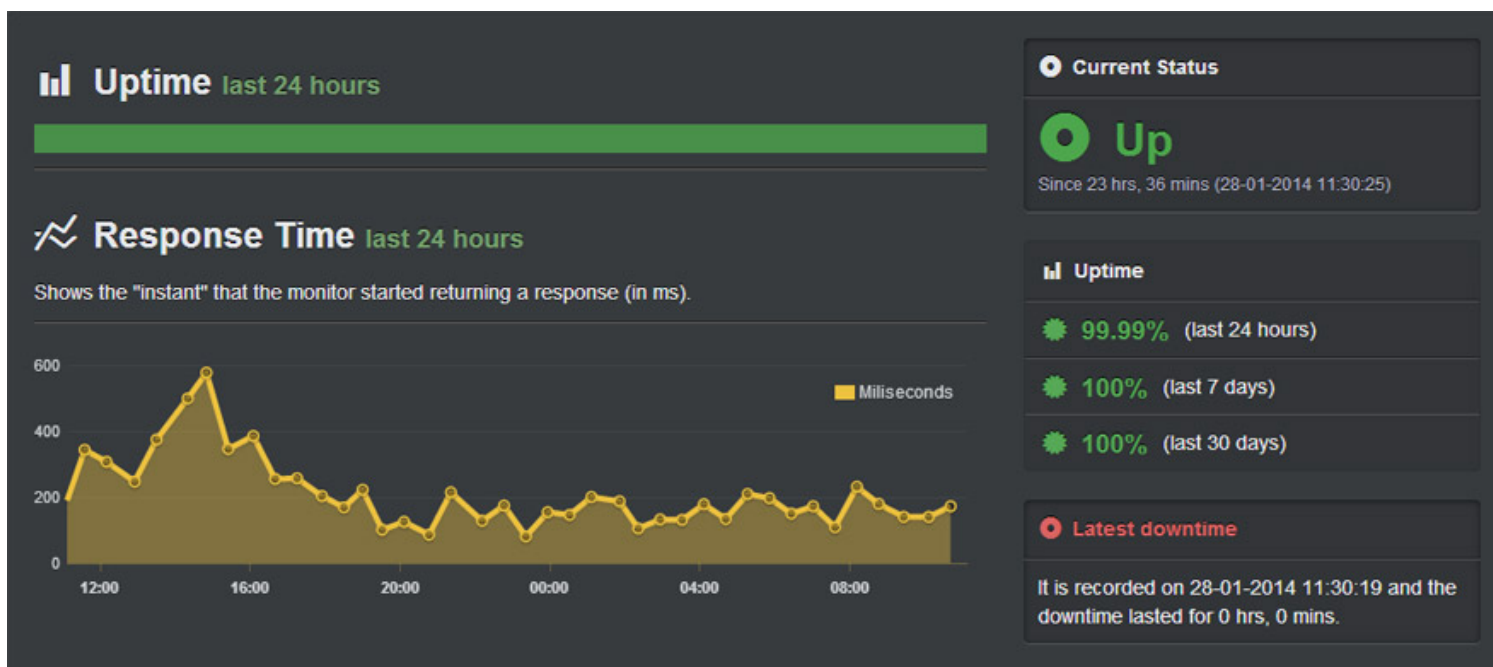 Uptime last 24 hours
Response Time last 24 hours
Shows the "instant" that the monitor started returning a response (in ms).
600
400
200
0
Miliseconds
12:00 16:00 20:00 00:00 04:00 08:00
Current Status
Up
Since 23 hrs, 36 mins (28-01-2014 11:30:25)
Uptime
99.99% (last 24 hours)
100% (last 7 days)
100% (last 30 days)
Latest downtime
It is recorded on 28-01-2014 11:30:19 and the
downtime lasted for 0 hrs, 0 mins.